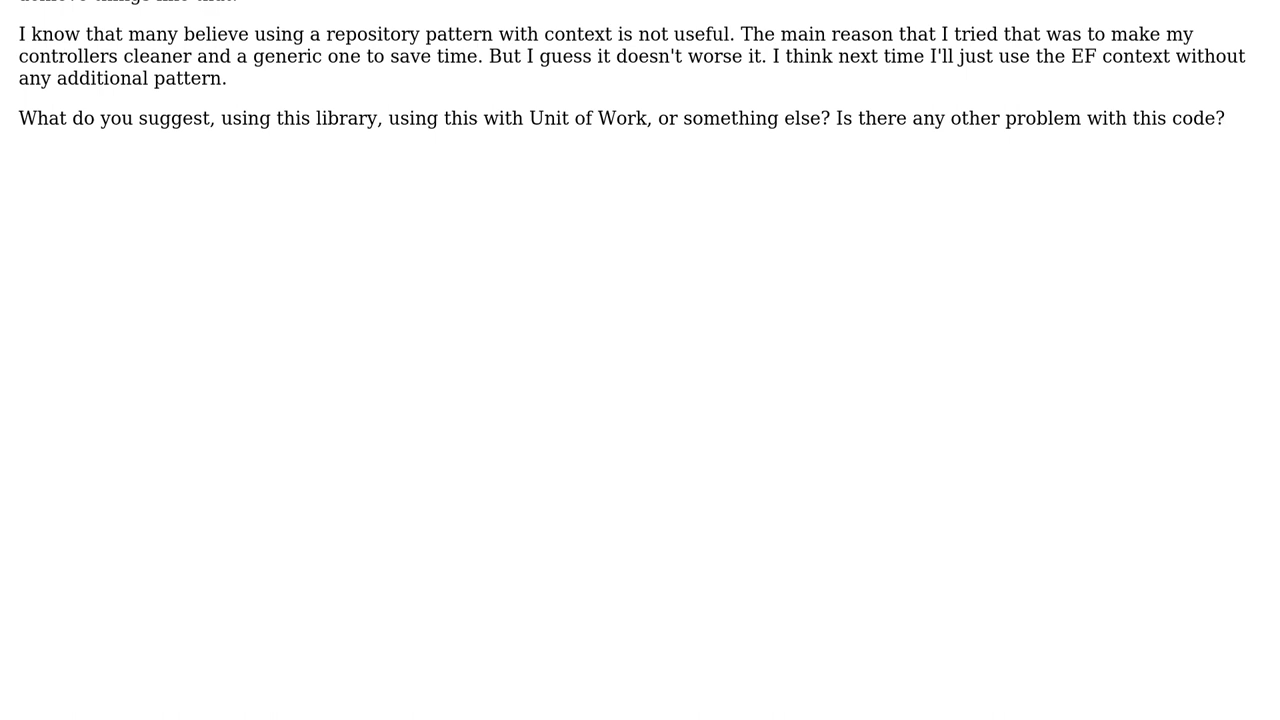 I know that many believe using a repository pattern with context is not useful. The main reason that I tried that was to make my
controllers cleaner and a generic one to save time. But I guess it doesn't worse it. I think next time I'll just use the EF context without
any additional pattern.
What do you suggest, using this library, using this with Unit of Work, or something else? Is there any other problem with this code?